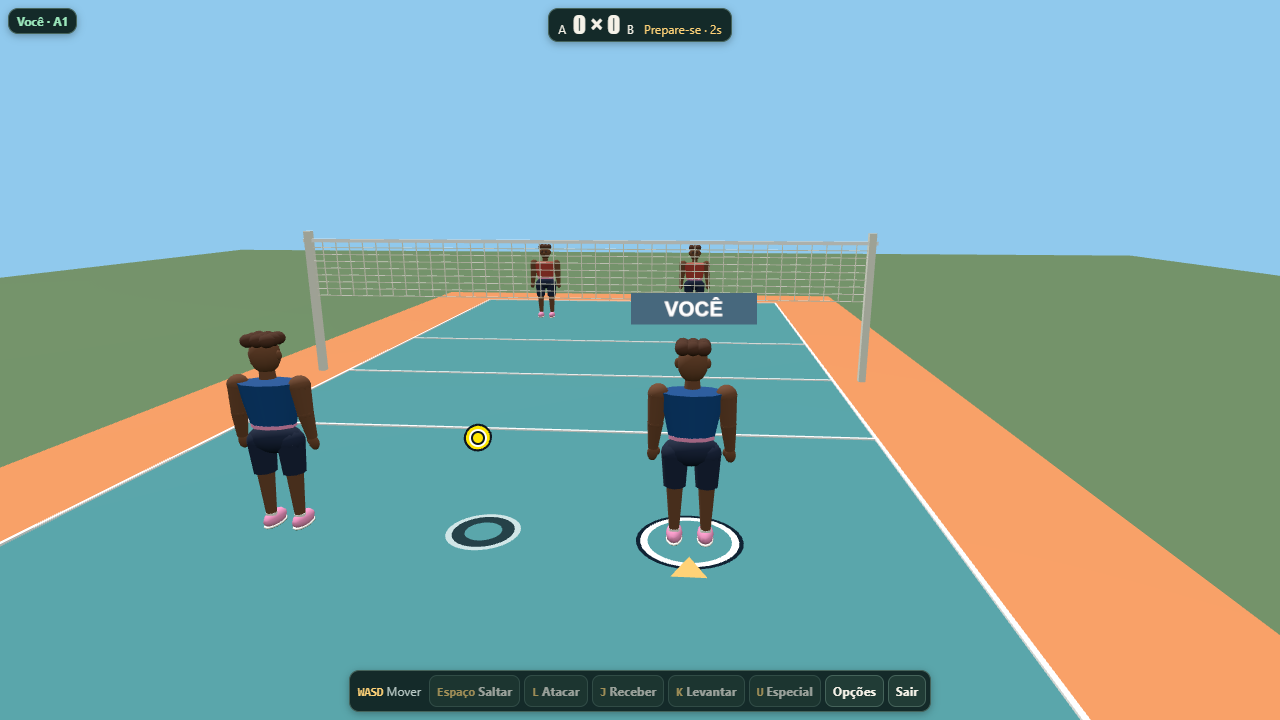 Você · A1
A 0 × 0 B Prepare-se · 2s
VOCÊ
WASD Mover Espaço Saltar L Atacar J Receber K Levantar U Especial Opções Sair